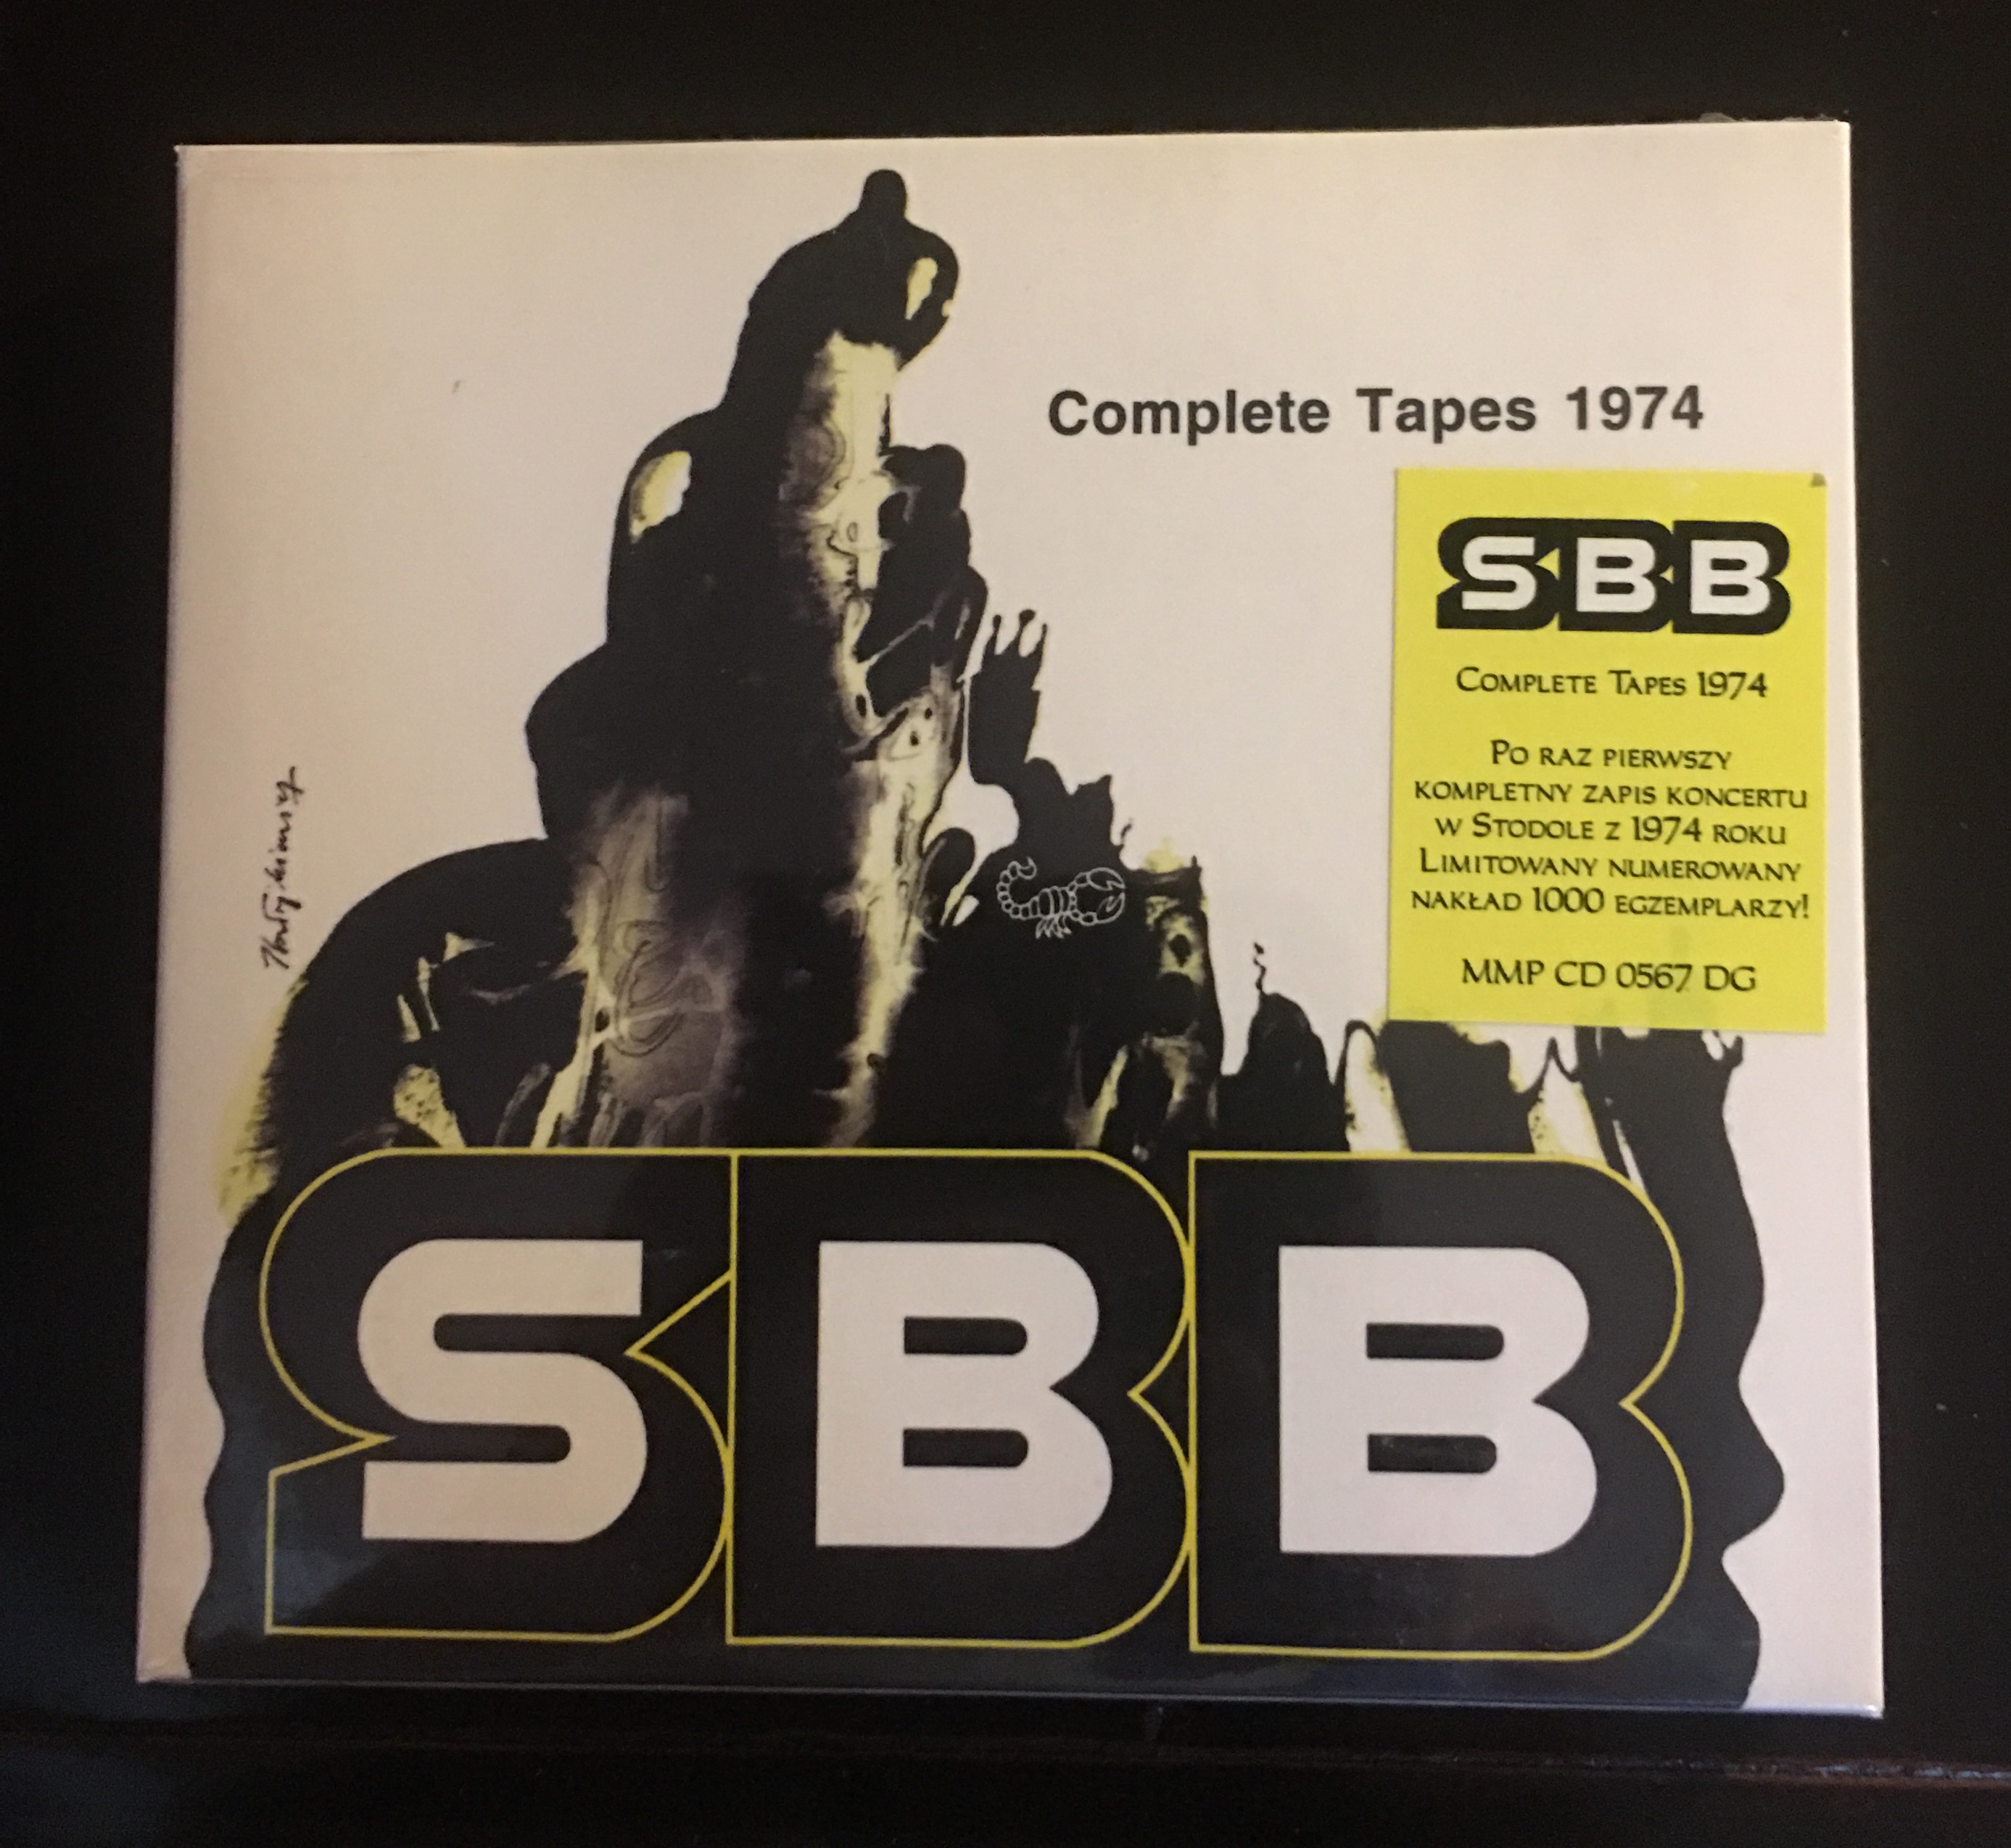 Complete Tapes 1974
SBB
Complete Tapes 1974
Po raz pierwszy
kompletny zapis koncertu
w Stodole z 1974 roku
Limitowany numerowany
nakład 1000 egzemplarzy!
MMP CD 0567 DG
SBB